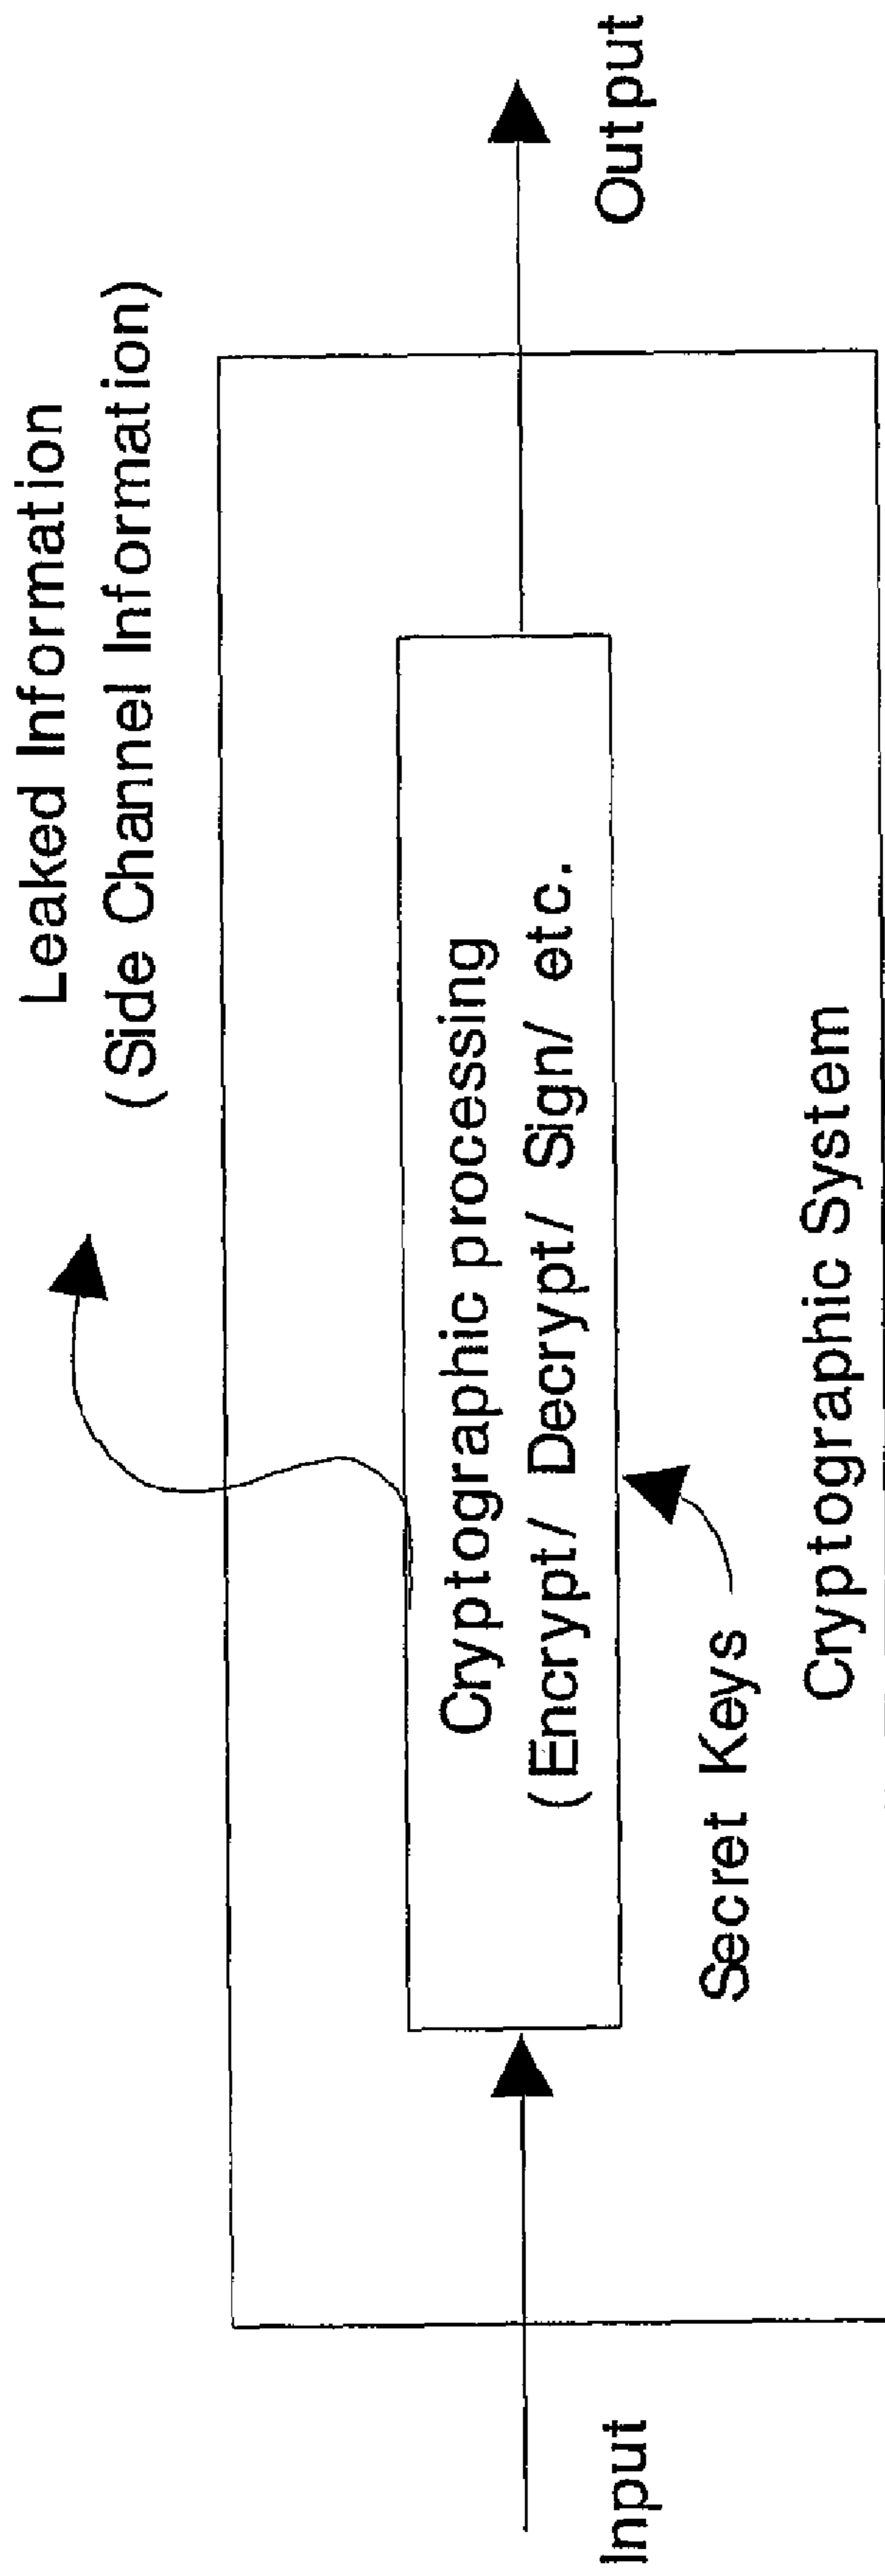 Leaked Information
(Side Channel Information)
Cryptographic processing
(Encrypt/ Decrypt/ Sign/ etc.
Input
Output
Secret Keys
Cryptographic System